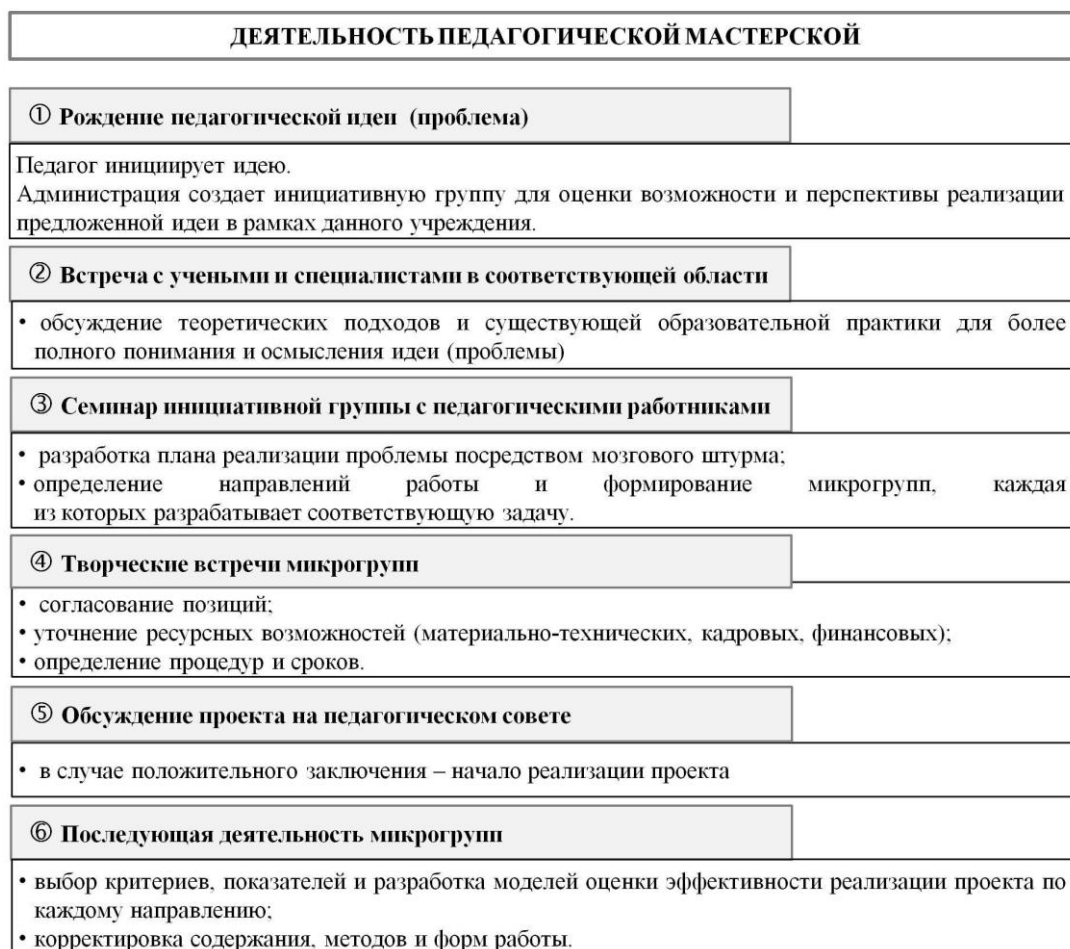 ДЕЯТЕЛЬНОСТЬ ПЕДАГОГИЧЕСКОЙ МАСТЕРСКОЙ
① Рождение педагогической идеи (проблема)
Педагог инициирует идею.
Администрация создает инициативную группу для оценки возможности и перспективы реализации
предложенной идеи в рамках данного учреждения.
② Встреча с учеными и специалистами в соответствующей области
• обсуждение теоретических подходов и существующей образовательной практики для более
полного понимания и осмысления идеи (проблемы)
③ Семинар инициативной группы с педагогическими работниками
• разработка плана реализации проблемы посредством мозгового штурма;
• определение направлений работы и формирование микрогрупп, каждая
из которых разрабатывает соответствующую задачу.
④ Творческие встречи микрогрупп
• согласование позиций;
• уточнение ресурсных возможностей (материально-технических, кадровых, финансовых);
• определение процедур и сроков.
⑤ Обсуждение проекта на педагогическом совете
• в случае положительного заключения – начало реализации проекта
⑥ Последующая деятельность микрогрупп
• выбор критериев, показателей и разработка моделей оценки эффективности реализации проекта по
каждому направлению;
• корректировка содержания, методов и форм работы.